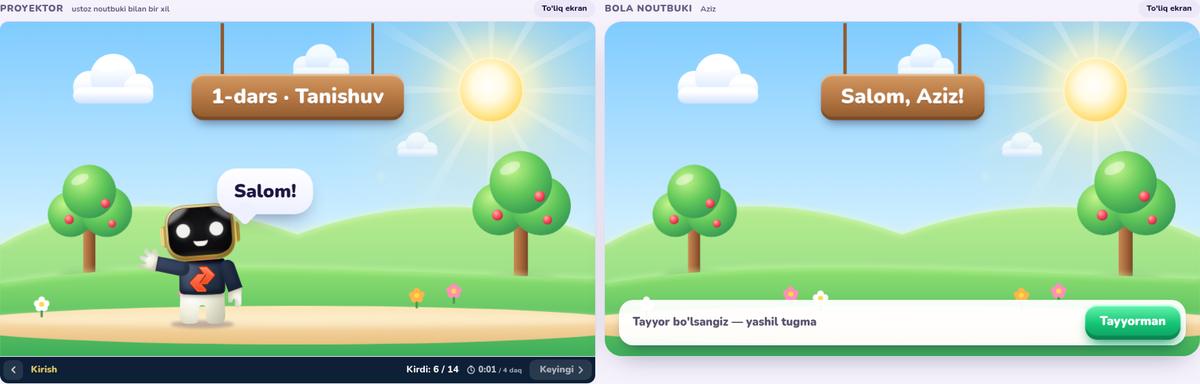 PROYEKTOR ustoz noutbuki bilan bir xil To'liq ekran
1-dars · Tanishuv
Salom!
Kirish Kirdi: 6 / 14 0:01 / 4 daq Keyingi
BOLA NOUTBUKI Aziz To'liq ekran
Salom, Aziz!
Tayyor bo'lsangiz — yashil tugma Tayyorman